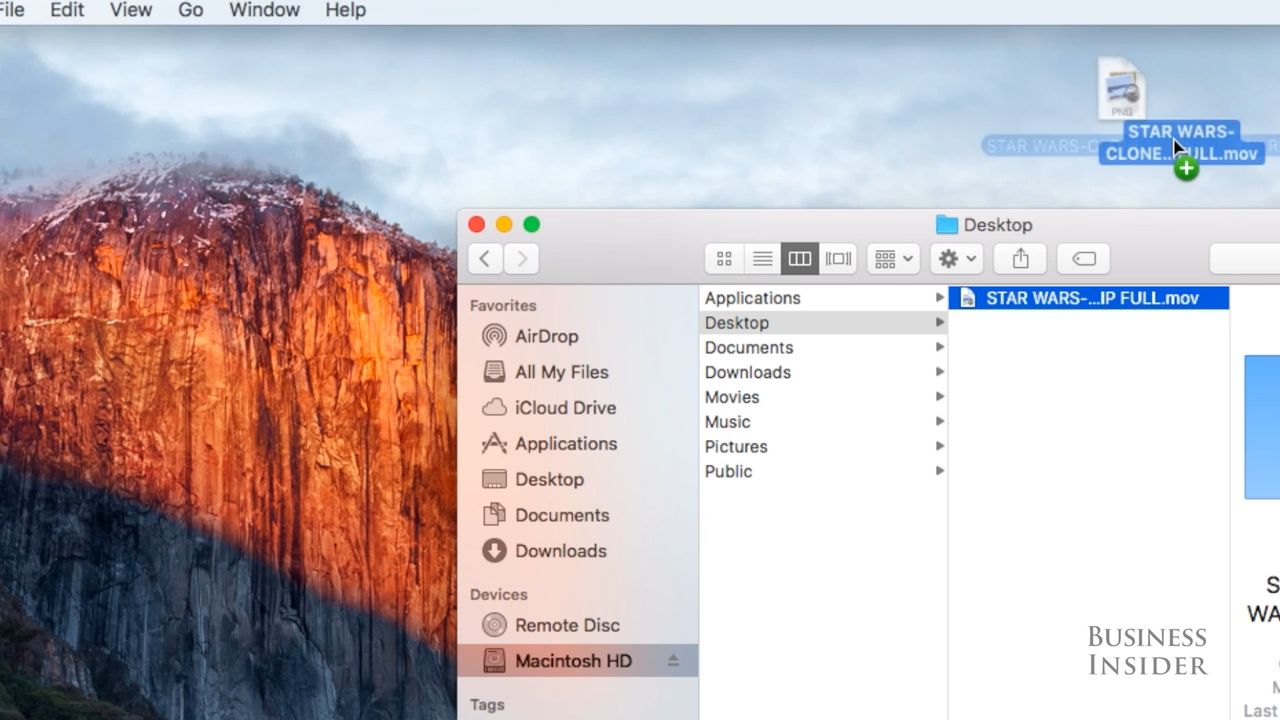 File Edit View Go Window Help
PNG
STAR WARS-
CLONE...FULL.mov
Desktop
Favorites
AirDrop
All My Files
iCloud Drive
Applications
Desktop
Documents
Downloads
Devices
Remote Disc
Macintosh HD
Tags
Applications
Desktop
Documents
Downloads
Movies
Music
Pictures
Public
STAR WARS-...IP FULL.mov
S
WA
Last
BUSINESS
INSIDER